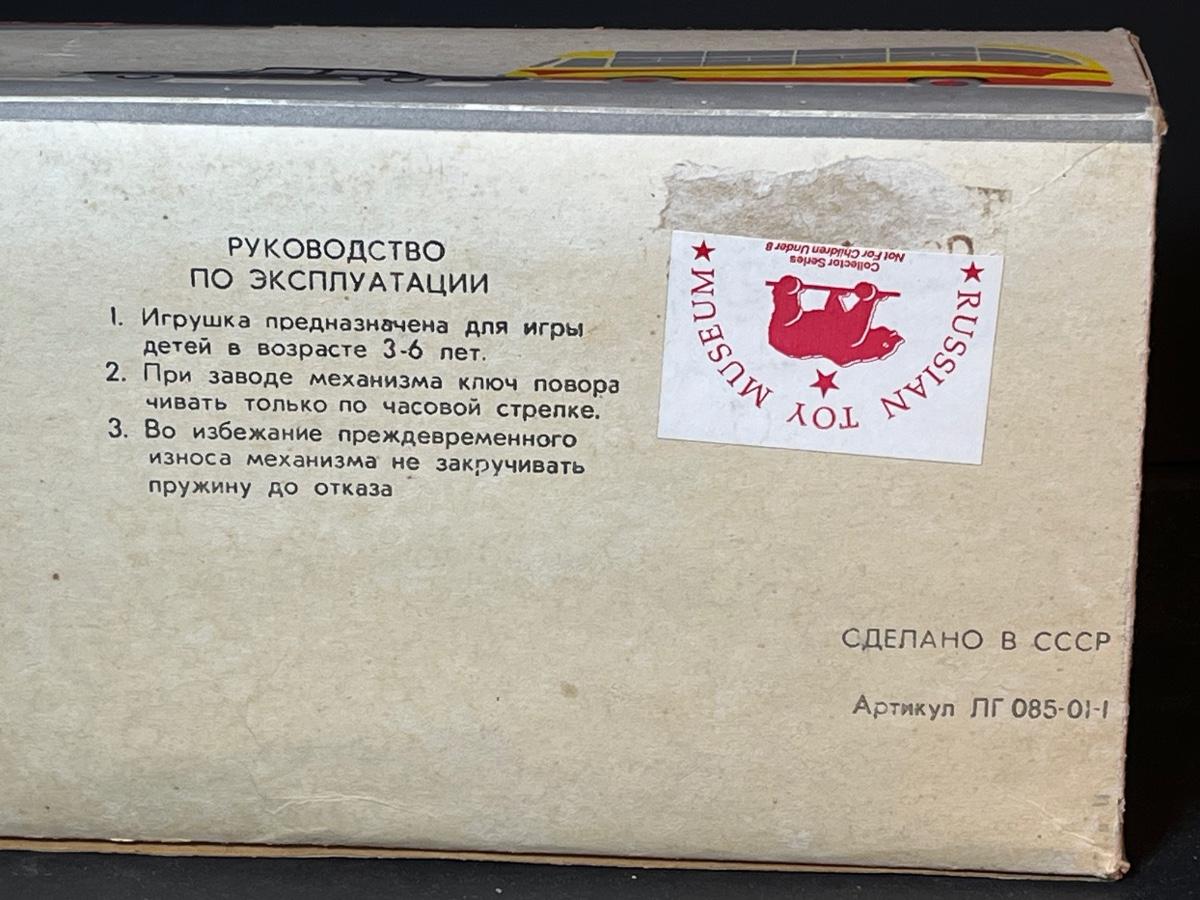 РУКОВОДСТВО
ПО ЭКСПЛУАТАЦИИ
1. Игрушка предназначена для игры
детей в возрасте 3-6 лет.
2. При заводе механизма ключ повора
чивать только по часовой стрелке.
3. Во избежание преждевременного
износа механизма не закручивать
пружину до отказа
★ RUSSIAN TOY MUSEUM ★
Collector Series
Not For Children Under 8
СДЕЛАНО В СССР
Артикул ЛГ 085-01-1